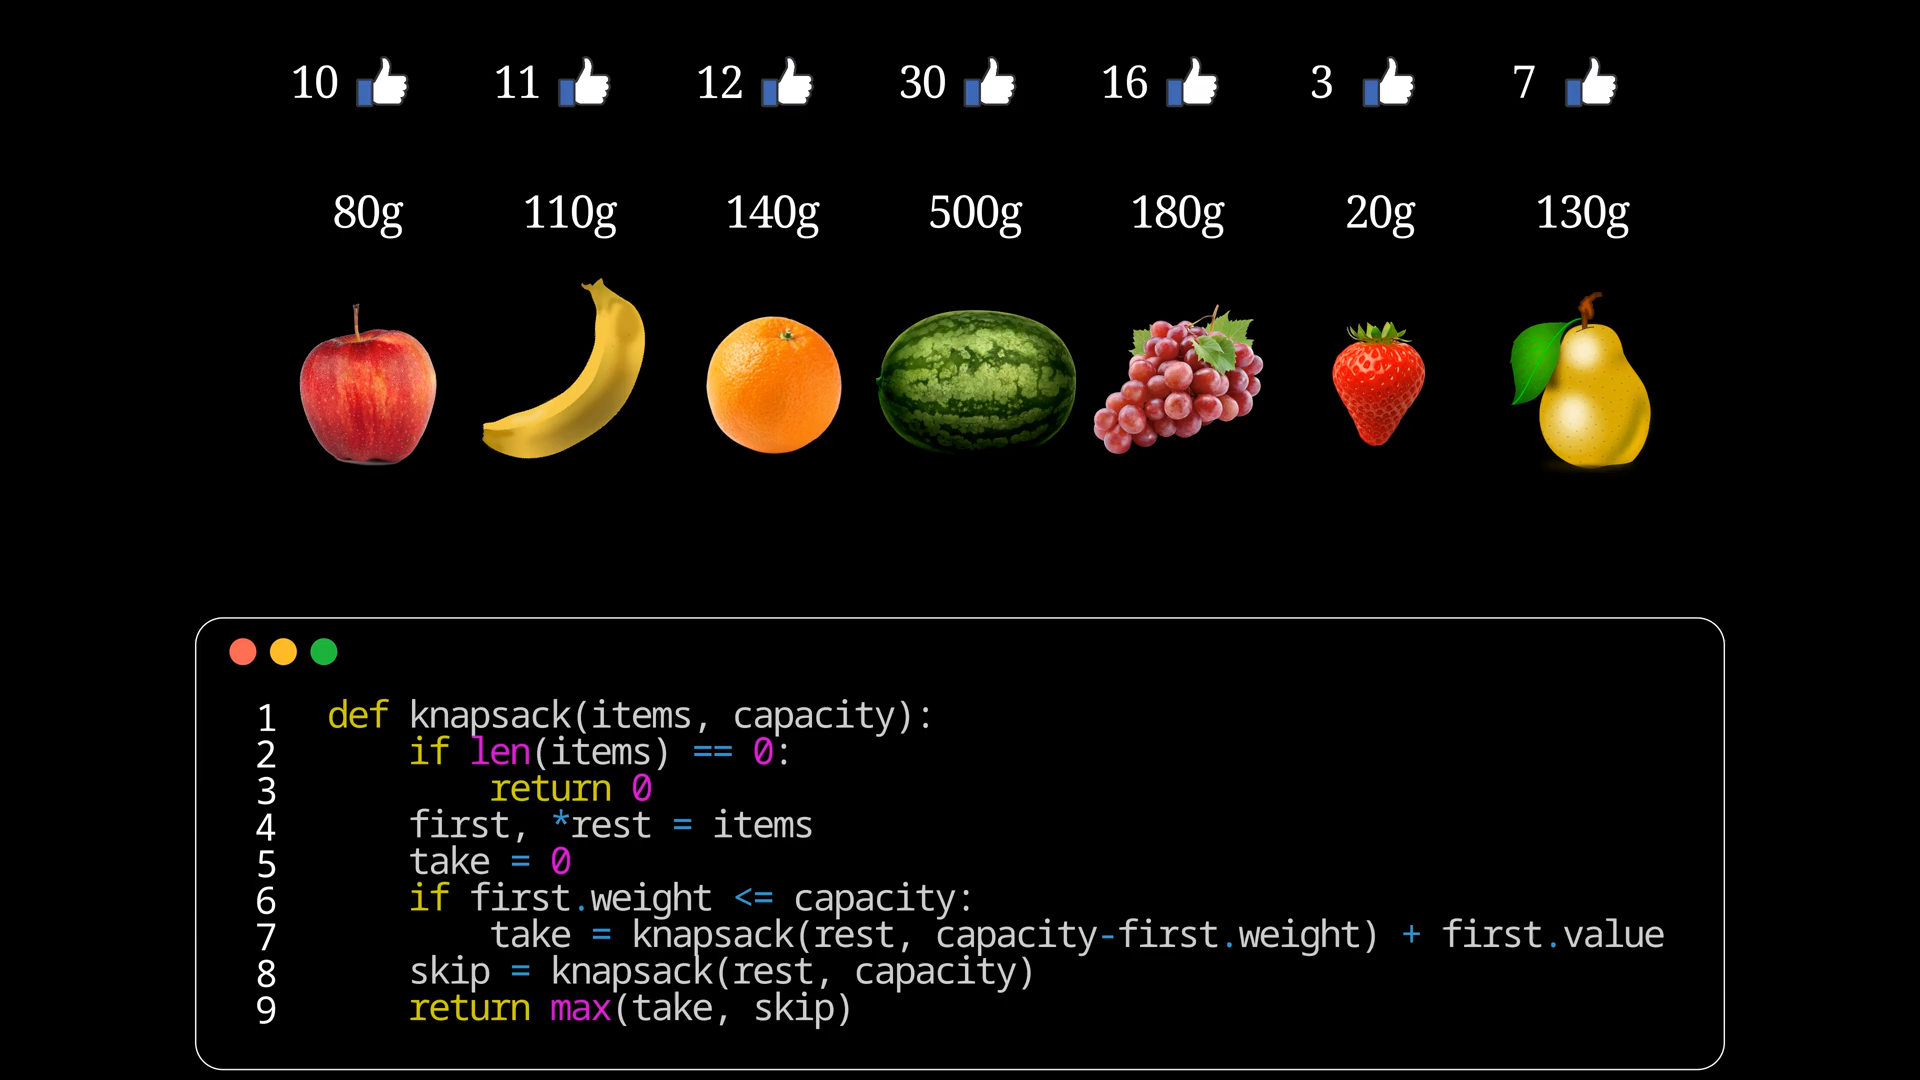 10 11 12 30 16 3 7
80g 110g 140g 500g 180g 20g 130g
1 def knapsack(items, capacity):
2     if len(items) == 0:
3         return 0
4     first, *rest = items
5     take = 0
6     if first.weight <= capacity:
7         take = knapsack(rest, capacity-first.weight) + first.value
8     skip = knapsack(rest, capacity)
9     return max(take, skip)